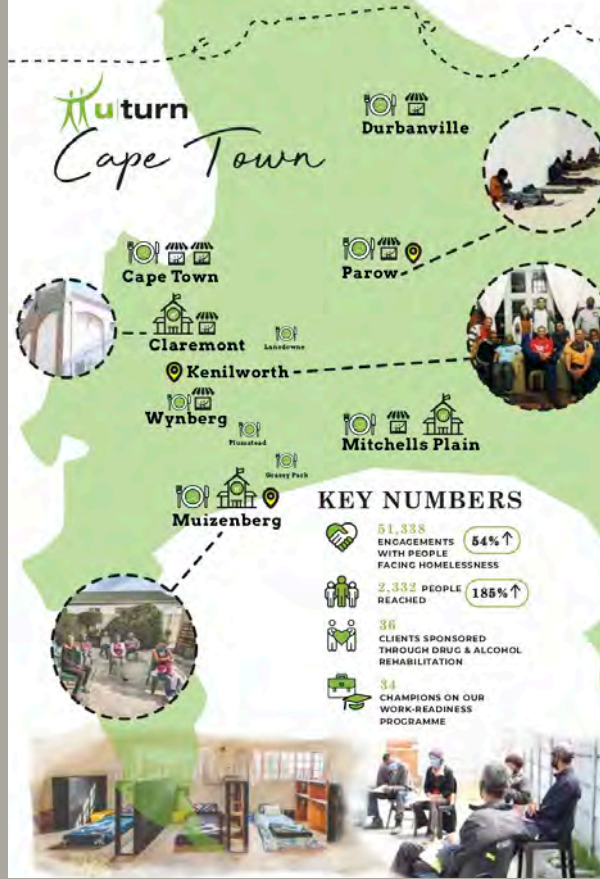 u turn
Cape Town
Durbanville
Cape Town
Parow
Claremont
Lansdowne
Kenilworth
Wynberg
Plumstead
Mitchells Plain
Grassy Park
Muizenberg
KEY NUMBERS
51,338
ENGAGEMENTS
WITH PEOPLE
FACING HOMELESSNESS
54%↑
2,332 PEOPLE
REACHED
185%↑
36
CLIENTS SPONSORED
THROUGH DRUG & ALCOHOL
REHABILITATION
34
CHAMPIONS ON OUR
WORK-READINESS
PROGRAMME